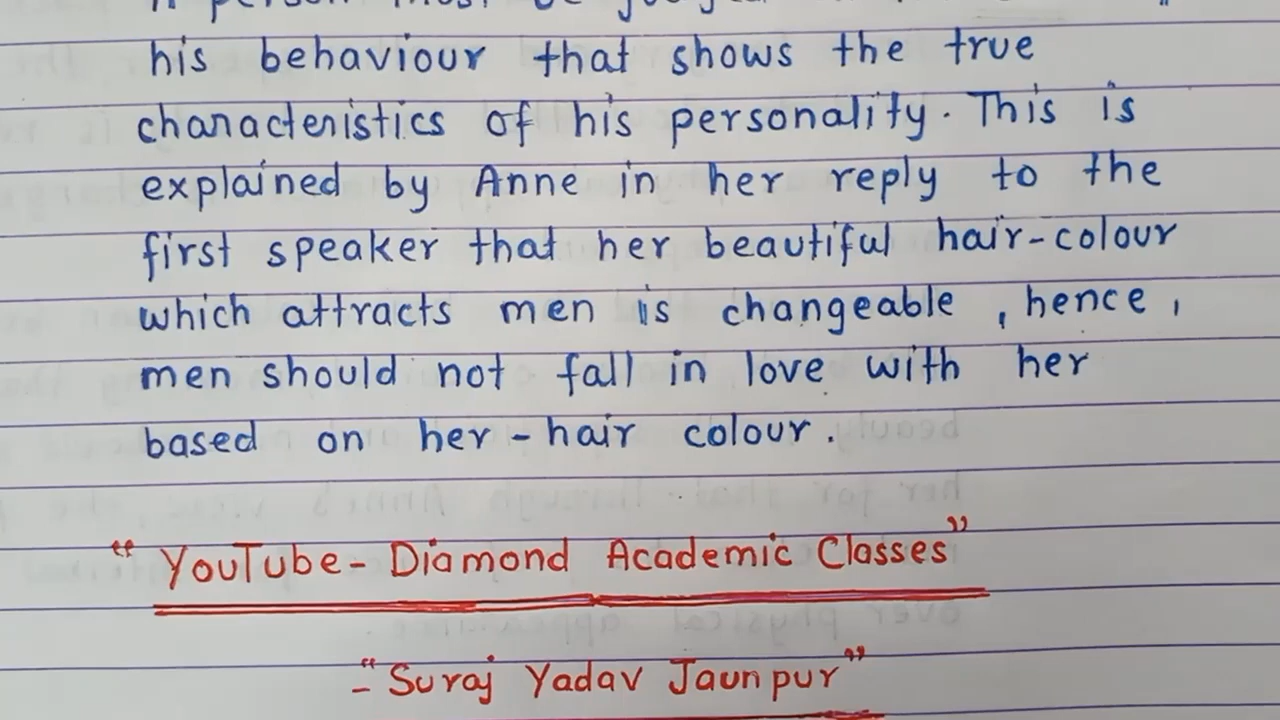 his behaviour that shows the true
characteristics of his personality. This is
explained by Anne in her reply to the
first speaker that her beautiful hair-colour
which attracts men is changeable, hence,
men should not fall in love with her
based on her-hair colour.
"YouTube- Diamond Academic Classes"
-"Suraj Yadav Jaunpur"